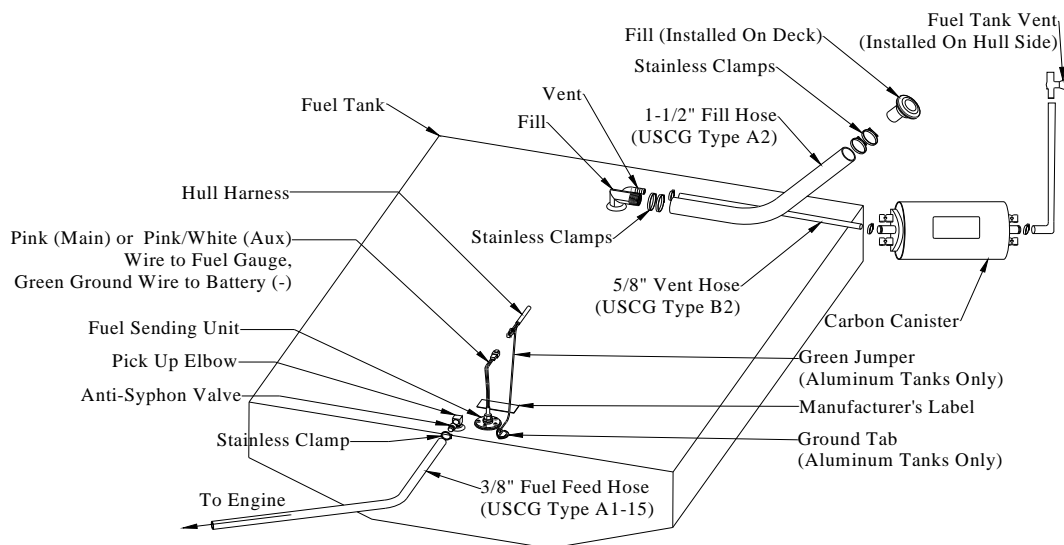 Fuel Tank Vent
(Installed On Hull Side)
Fill (Installed On Deck)
Stainless Clamps
Vent
Fuel Tank
1-1/2" Fill Hose
(USCG Type A2)
Fill
Hull Harness
Stainless Clamps
Pink (Main) or Pink/White (Aux)
Wire to Fuel Gauge,
Green Ground Wire to Battery (-)
5/8" Vent Hose
(USCG Type B2)
Carbon Canister
Fuel Sending Unit
Pick Up Elbow
Green Jumper
(Aluminum Tanks Only)
Anti-Syphon Valve
Manufacturer's Label
Stainless Clamp
Ground Tab
(Aluminum Tanks Only)
3/8" Fuel Feed Hose
(USCG Type A1-15)
To Engine